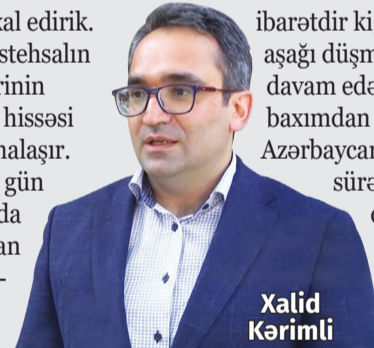 xal edirik.
stehsalın
rinin
hissəsi
nalaşır.
gün
da
an
-
ibarətdir ki
aşağı düşm
davam edə
baxımdan
Azərbaycan
sürə
Xalid
Kərimli